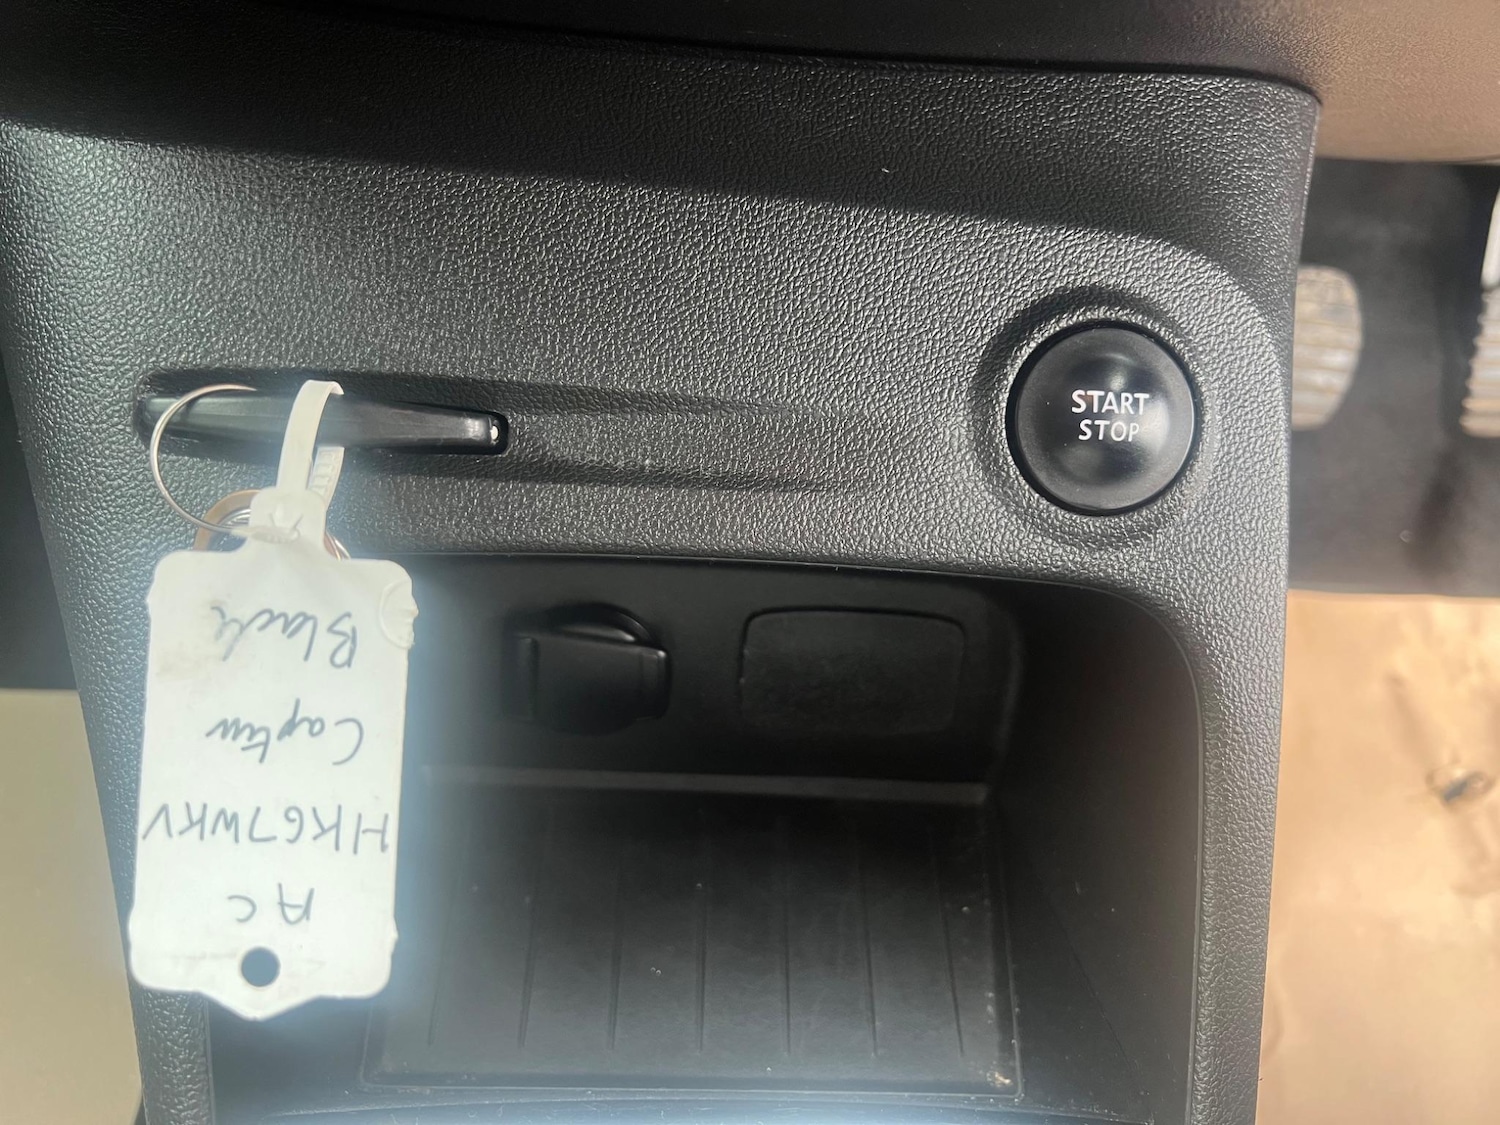 START
STOP
AC
HK67WKV
Captur
Black